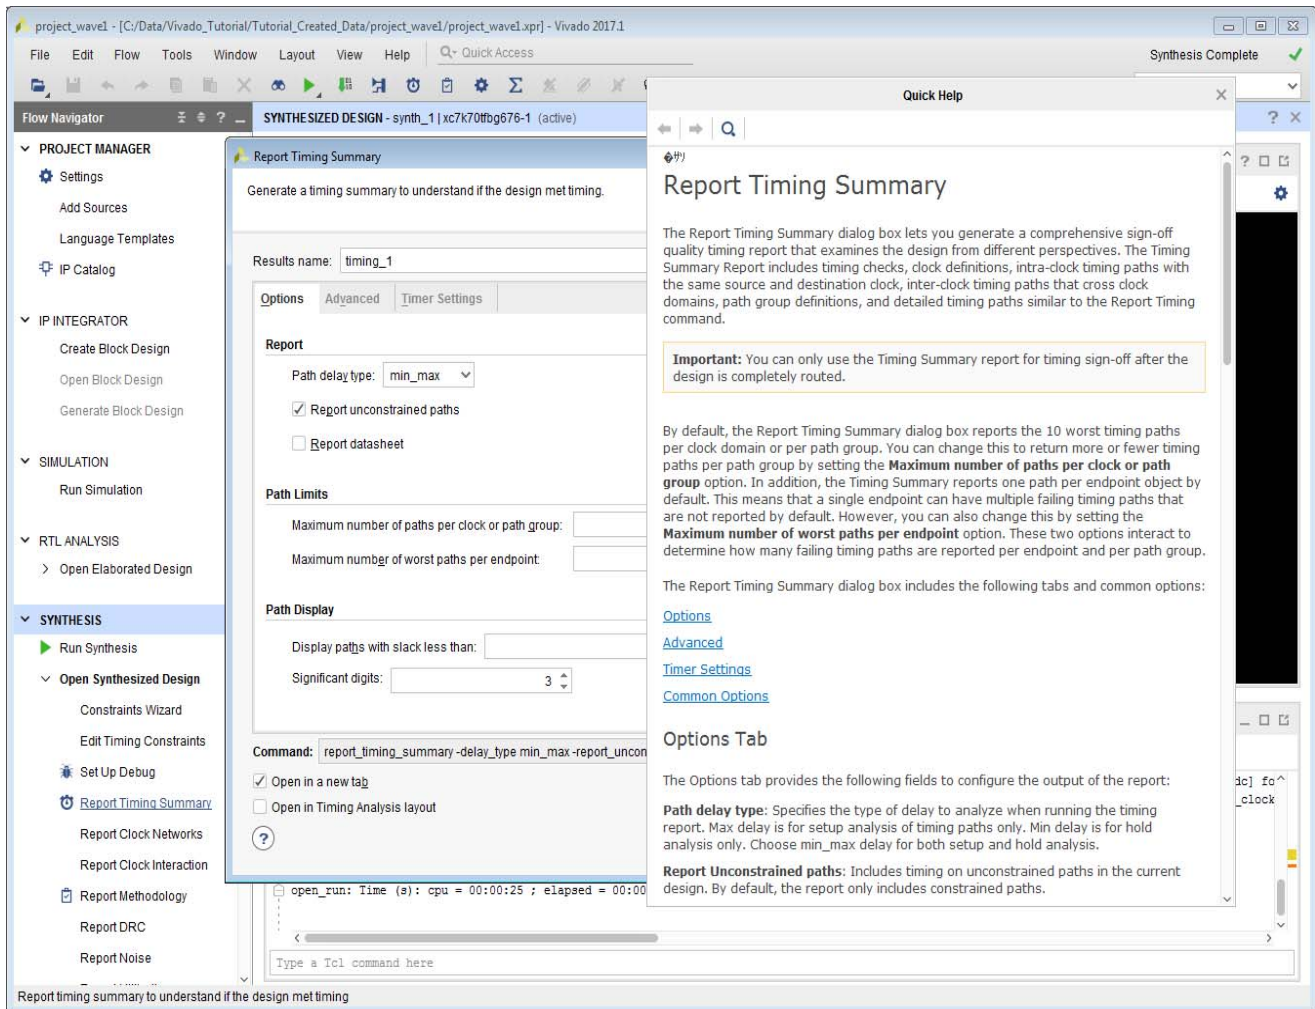 project_wave1 - [C:/Data/Vivado_Tutorial/Tutorial_Created_Data/project_wave1/project_wave1.xpr] - Vivado 2017.1
File Edit Flow Tools Window Layout View Help Quick Access
Synthesis Complete
Flow Navigator
SYNTHESIZED DESIGN - synth_1 | xc7k70tfbg676-1 (active)
PROJECT MANAGER
Settings
Add Sources
Language Templates
IP Catalog
IP INTEGRATOR
Create Block Design
Open Block Design
Generate Block Design
SIMULATION
Run Simulation
RTL ANALYSIS
Open Elaborated Design
SYNTHESIS
Run Synthesis
Open Synthesized Design
Constraints Wizard
Edit Timing Constraints
Set Up Debug
Report Timing Summary
Report Clock Networks
Report Clock Interaction
Report Methodology
Report DRC
Report Noise
Report Timing Summary
Generate a timing summary to understand if the design met timing.
Results name: timing_1
Options Advanced Timer Settings
Report
Path delay type: min_max
Report unconstrained paths
Report datasheet
Path Limits
Maximum number of paths per clock or path group:
Maximum number of worst paths per endpoint:
Path Display
Display paths with slack less than:
Significant digits: 3
Command: report_timing_summary -delay_type min_max -report_uncon
Open in a new tab
Open in Timing Analysis layout
?
Quick Help
�サリ
Report Timing Summary
The Report Timing Summary dialog box lets you generate a comprehensive sign-off
quality timing report that examines the design from different perspectives. The Timing
Summary Report includes timing checks, clock definitions, intra-clock timing paths with
the same source and destination clock, inter-clock timing paths that cross clock
domains, path group definitions, and detailed timing paths similar to the Report Timing
command.
Important: You can only use the Timing Summary report for timing sign-off after the
design is completely routed.
By default, the Report Timing Summary dialog box reports the 10 worst timing paths
per clock domain or per path group. You can change this to return more or fewer timing
paths per path group by setting the Maximum number of paths per clock or path
group option. In addition, the Timing Summary reports one path per endpoint object by
default. This means that a single endpoint can have multiple failing timing paths that
are not reported by default. However, you can also change this by setting the
Maximum number of worst paths per endpoint option. These two options interact to
determine how many failing timing paths are reported per endpoint and per path group.
The Report Timing Summary dialog box includes the following tabs and common options:
Options
Advanced
Timer Settings
Common Options
Options Tab
The Options tab provides the following fields to configure the output of the report:
Path delay type: Specifies the type of delay to analyze when running the timing
report. Max delay is for setup analysis of timing paths only. Min delay is for hold
analysis only. Choose min_max delay for both setup and hold analysis.
Report Unconstrained paths: Includes timing on unconstrained paths in the current
design. By default, the report only includes constrained paths.
dc] fo
_clock
open_run: Time (s): cpu = 00:00:25 ; elapsed = 00:00
Type a Tcl command here
Report timing summary to understand if the design met timing